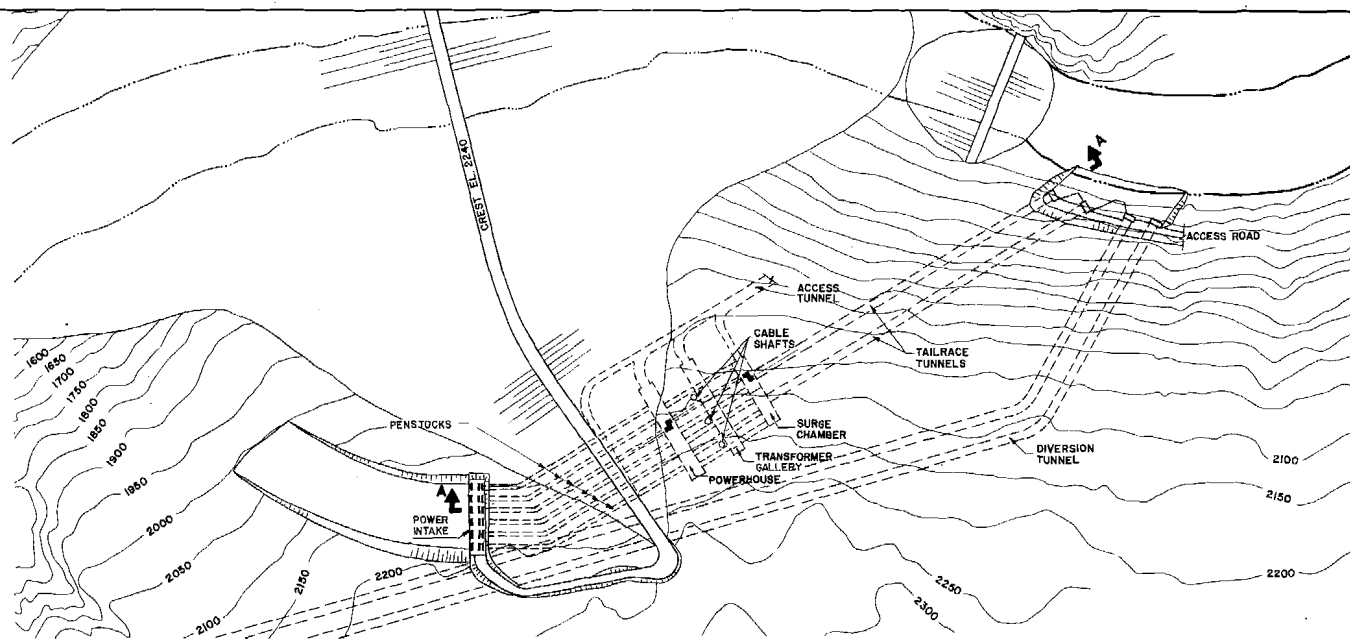 CREST EL. 2240
A
ACCESS ROAD
ACCESS
TUNNEL
CABLE
SHAFTS
TAILRACE
TUNNELS
1600
1650
1700
1750
1800
1850
1900
1950
2000
2050
2100
2150
2200
PENSTOCKS
SURGE
CHAMBER
TRANSFORMER
GALLERY
POWERHOUSE
DIVERSION
TUNNEL
A
POWER
INTAKE
2100
2150
2200
2250
2300